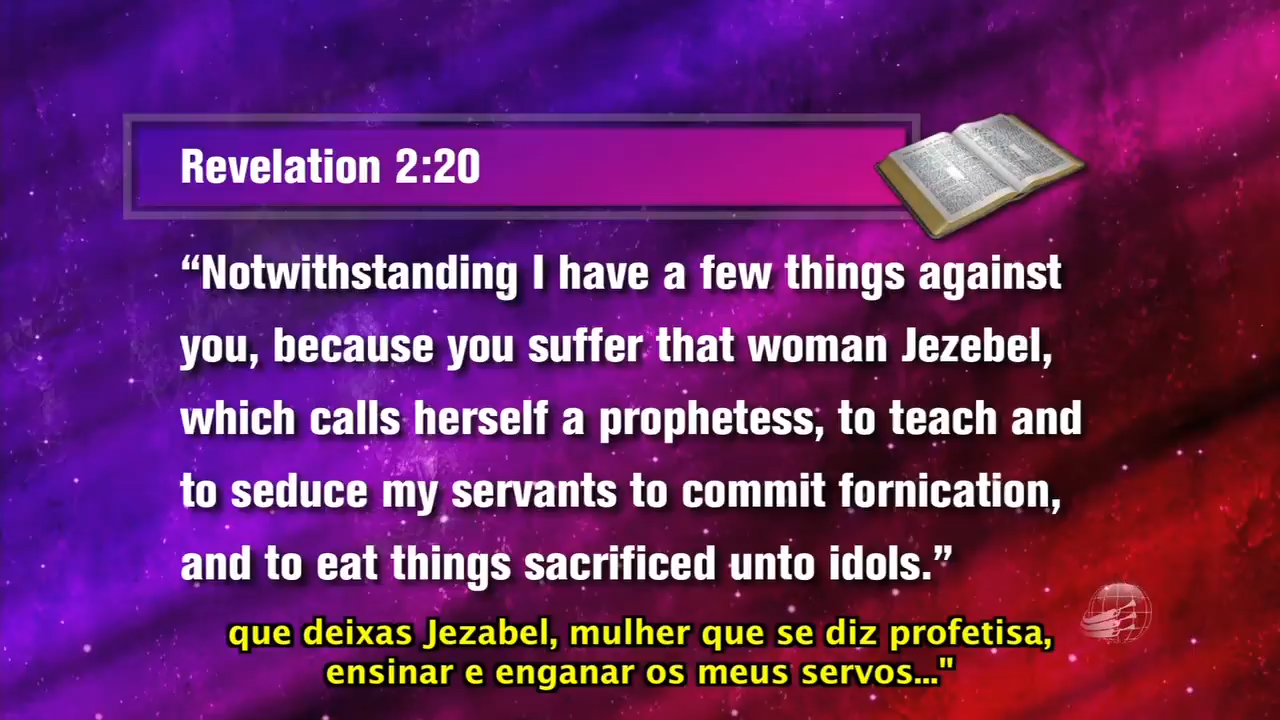 Revelation 2:20
“Notwithstanding I have a few things against
you, because you suffer that woman Jezebel,
which calls herself a prophetess, to teach and
to seduce my servants to commit fornication,
and to eat things sacrificed unto idols.”
que deixas Jezabel, mulher que se diz profetisa,
ensinar e enganar os meus servos..."